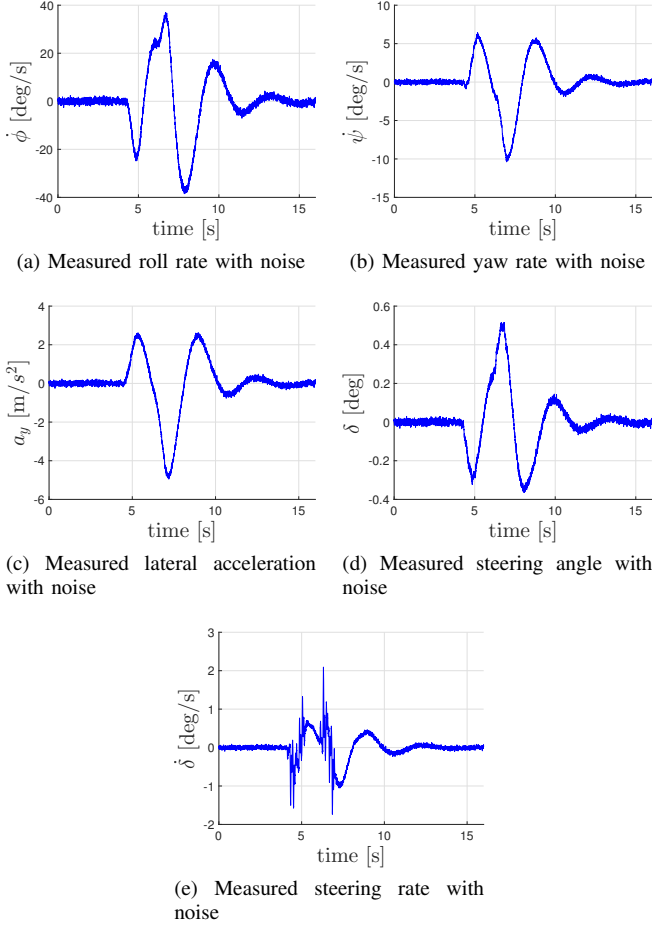 40
20
0
-20
-40
0 5 10 15
ϕ̇ [deg/s]
time [s]
10
5
0
-5
-10
-15
0 5 10 15
ψ̇ [deg/s]
time [s]
(a) Measured roll rate with noise
(b) Measured yaw rate with noise
4
2
0
-2
-4
-6
0 5 10 15
a_y [m/s²]
time [s]
0.6
0.4
0.2
0
-0.2
-0.4
0 5 10 15
δ [deg]
time [s]
(c) Measured lateral acceleration
with noise
(d) Measured steering angle with
noise
3
2
1
0
-1
-2
0 5 10 15
δ̇ [deg/s]
time [s]
(e) Measured steering rate with
noise